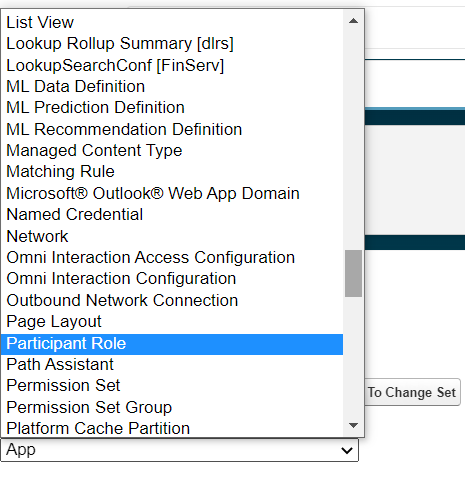 List View
Lookup Rollup Summary [dlrs]
LookupSearchConf [FinServ]
ML Data Definition
ML Prediction Definition
ML Recommendation Definition
Managed Content Type
Matching Rule
Microsoft® Outlook® Web App Domain
Named Credential
Network
Omni Interaction Access Configuration
Omni Interaction Configuration
Outbound Network Connection
Page Layout
Participant Role
Path Assistant
Permission Set
To Change Set
Permission Set Group
Platform Cache Partition
App